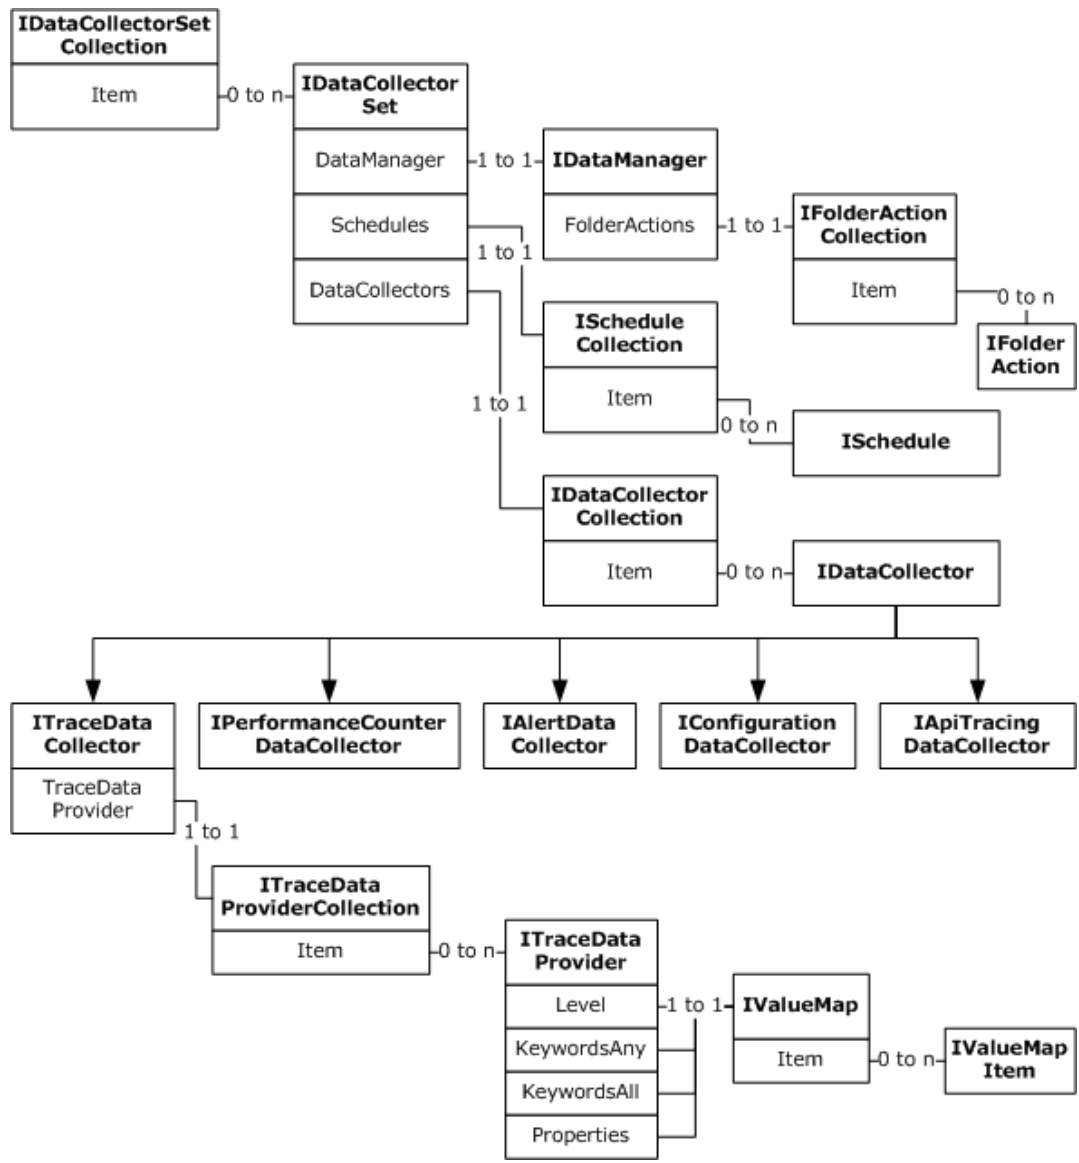 IDataCollectorSet
Collection
Item
0 to n
IDataCollector
Set
DataManager
1 to 1
IDataManager
Schedules
1 to 1
FolderActions
1 to 1
IFolderAction
Collection
DataCollectors
Item
0 to n
IFolder
Action
ISchedule
Collection
1 to 1
Item
0 to n
ISchedule
IDataCollector
Collection
Item
0 to n
IDataCollector
ITraceData
Collector
IPerformanceCounter
DataCollector
IAlertData
Collector
IConfiguration
DataCollector
IApiTracing
DataCollector
TraceData
Provider
1 to 1
ITraceData
ProviderCollection
Item
0 to n
ITraceData
Provider
Level
1 to 1
IValueMap
KeywordsAny
Item
0 to n
IValueMap
Item
KeywordsAll
Properties